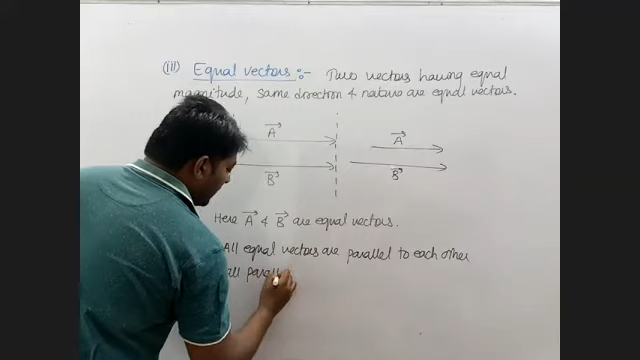 (iii) Equal vectors :- Two vectors having equal
magnitude, same direction & nature are equal vectors.
A A
B B
Here A & B are equal vectors.
All equal vectors are parallel to each other
all parall